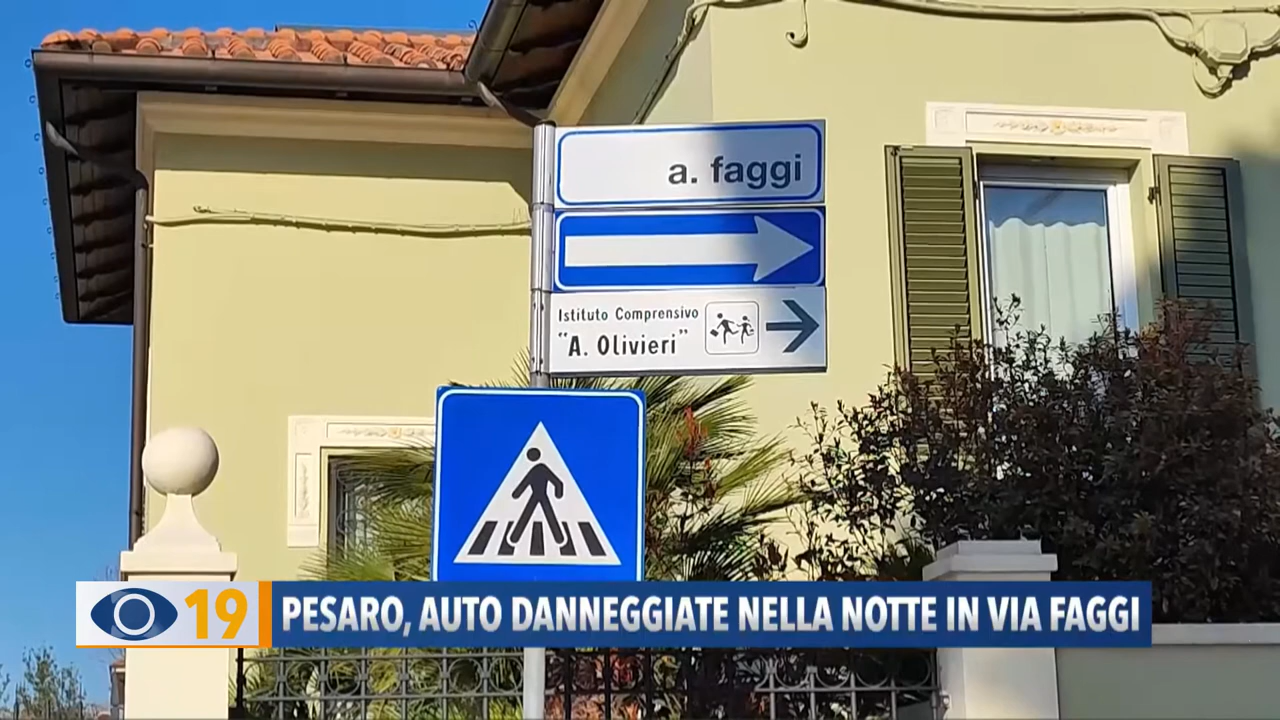 a. faggi
Istituto Comprensivo
"A. Olivieri"
19
PESARO, AUTO DANNEGGIATE NELLA NOTTE IN VIA FAGGI